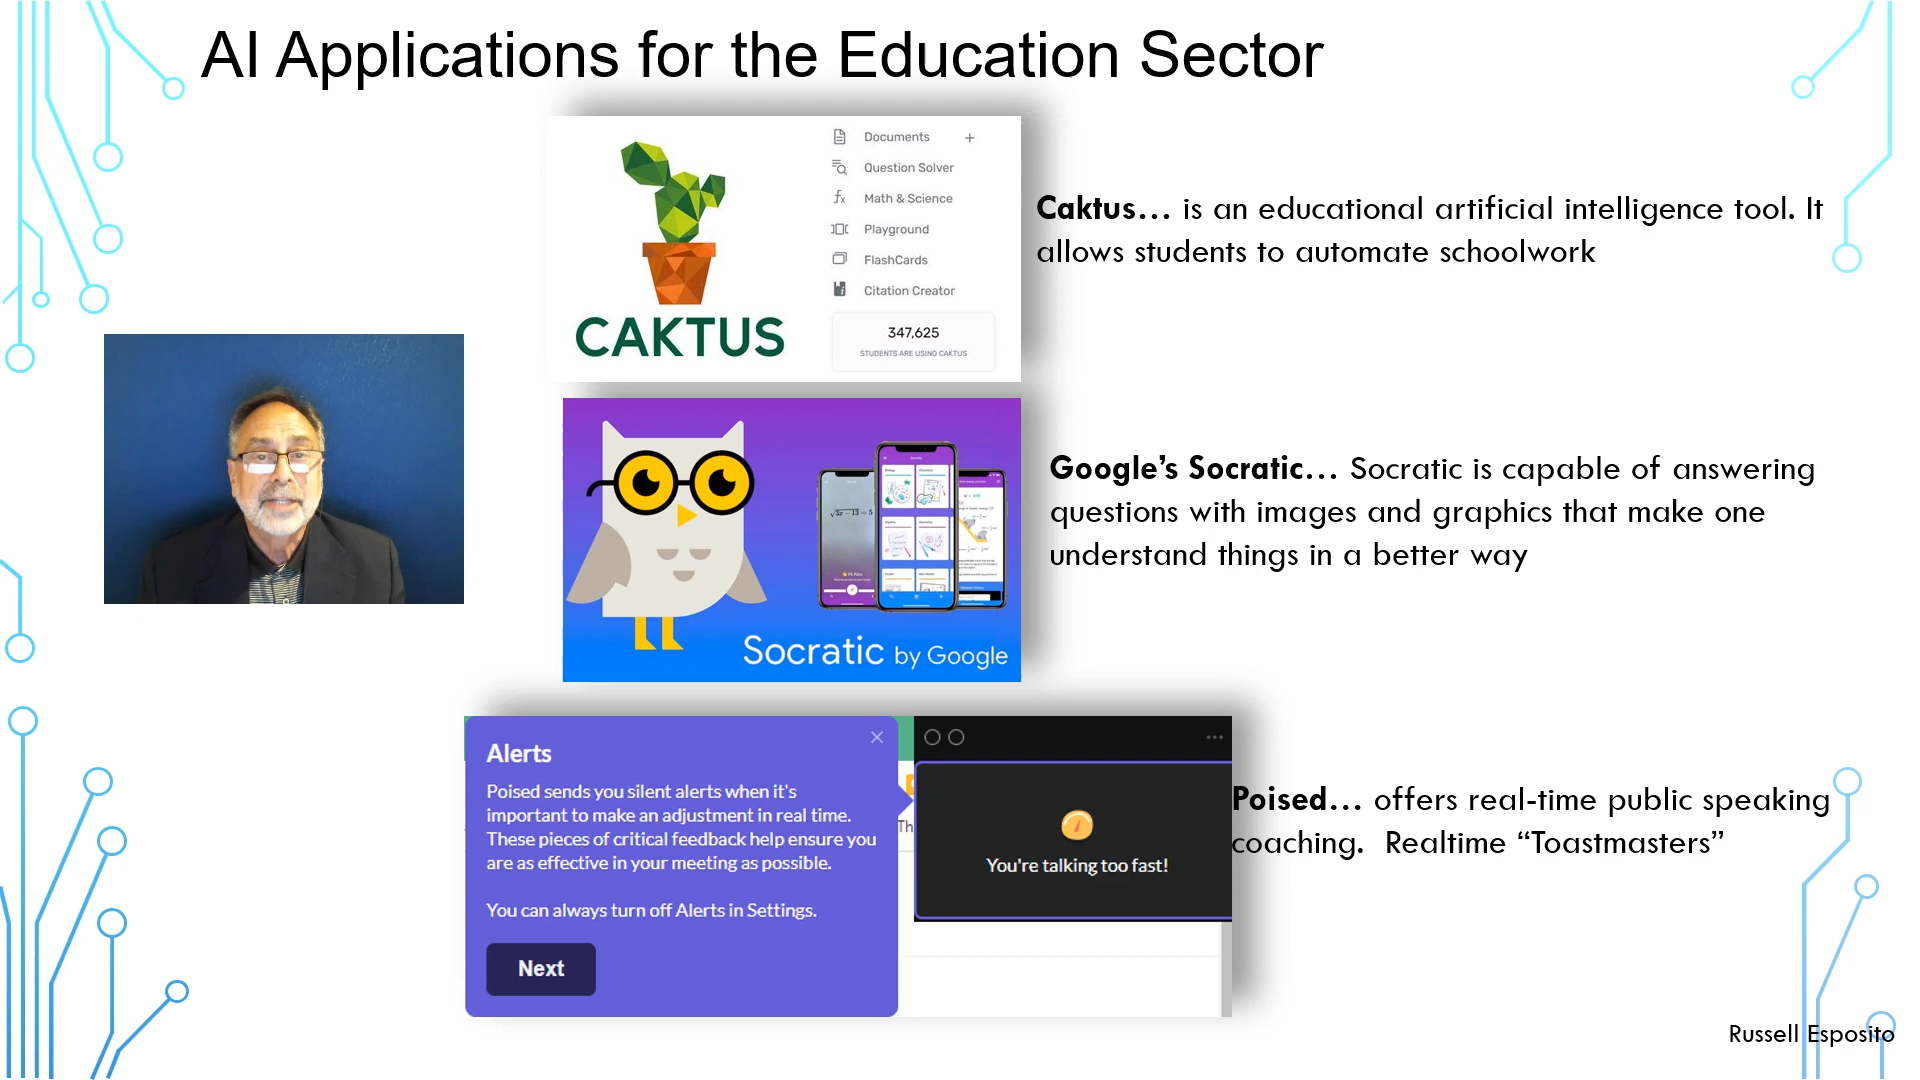 AI Applications for the Education Sector
CAKTUS
Documents +
Question Solver
fx Math & Science
Playground
FlashCards
Citation Creator
347,625
STUDENTS ARE USING CAKTUS
Caktus... is an educational artificial intelligence tool. It
allows students to automate schoolwork
Socratic by Google
Google’s Socratic... Socratic is capable of answering
questions with images and graphics that make one
understand things in a better way
Alerts
Poised sends you silent alerts when it's
important to make an adjustment in real time.
These pieces of critical feedback help ensure you
are as effective in your meeting as possible.
You can always turn off Alerts in Settings.
Next
Th
You're talking too fast!
Poised... offers real-time public speaking
coaching. Realtime “Toastmasters”
Russell Esposito